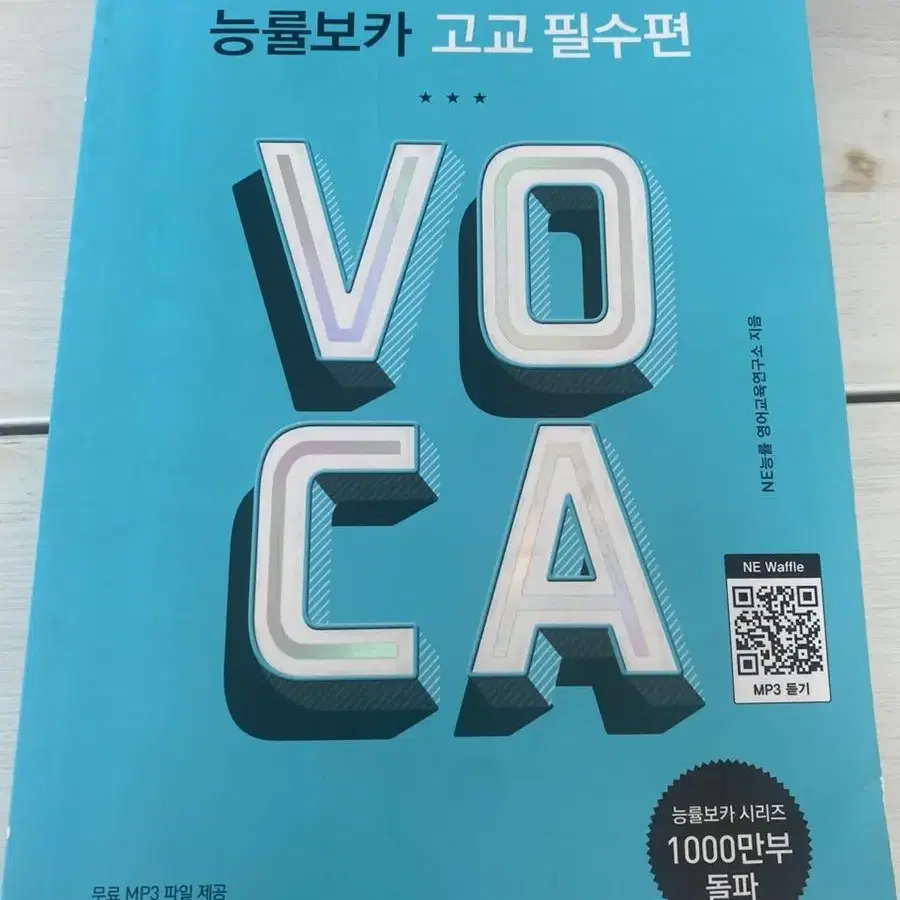 능률보카 고교 필수편
★ ★ ★
VO
CA
NE능률 영어교육연구소 지음
NE Waffle
MP3 듣기
능률보카 시리즈
1000만부
돌파
무료 MP3 파일 제공